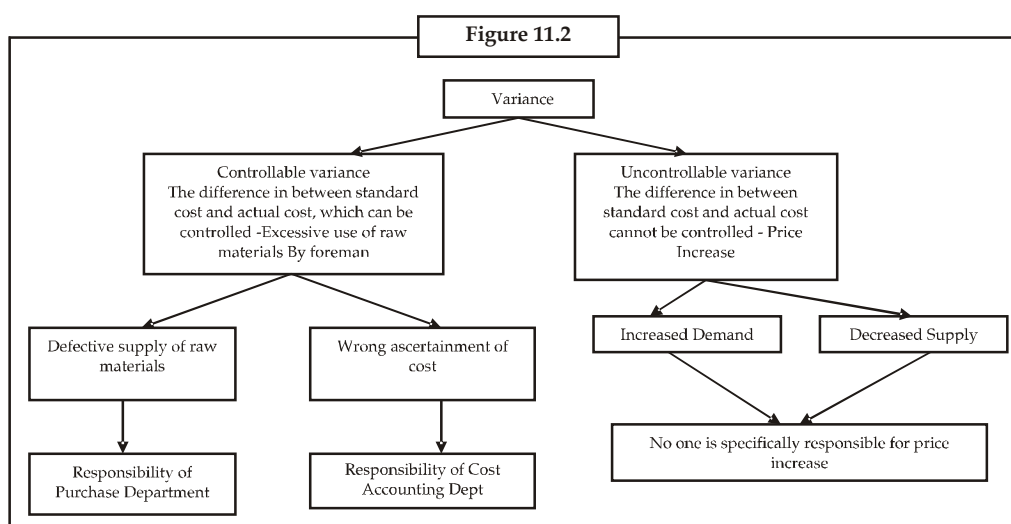 Figure 11.2
Variance
Controllable variance
The difference in between standard
cost and actual cost, which can be
controlled -Excessive use of raw
materials By foreman
Uncontrollable variance
The difference in between
standard cost and actual cost
cannot be controlled - Price
Increase
Defective supply of raw
materials
Wrong ascertainment of
cost
Increased Demand
Decreased Supply
Responsibility of
Purchase Department
Responsibility of Cost
Accounting Dept
No one is specifically responsible for price
increase